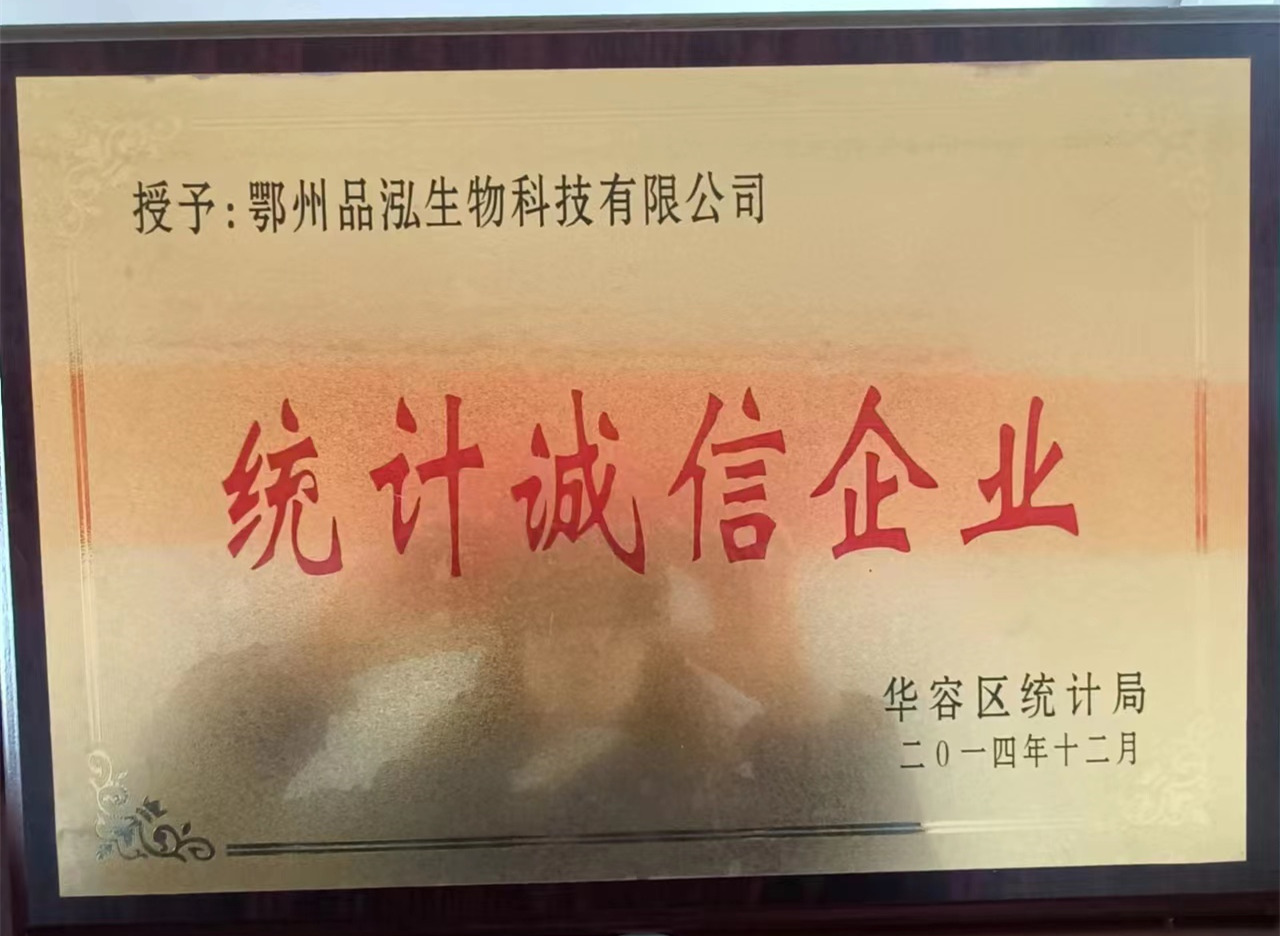 授予:鄂州品泓生物科技有限公司
统计诚信企业
华容区统计局
二0一四年十二月